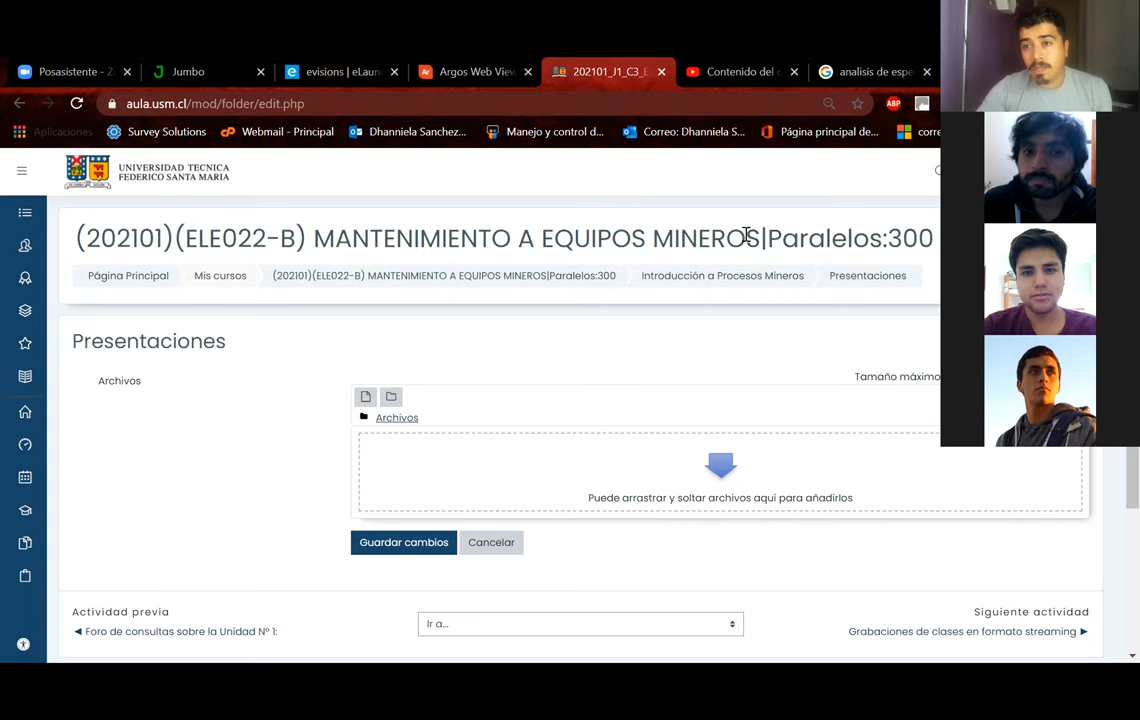 Posasistente - Z
Jumbo
evisions | eLaun
Argos Web View
202101_J1_C3_E
Contenido del c
analisis de espe
aula.usm.cl/mod/folder/edit.php
ABP
Aplicaciones
Survey Solutions
Webmail - Principal
Dhanniela Sanchez...
Manejo y control d...
Correo: Dhanniela S...
Página principal de...
corre
UNIVERSIDAD TECNICA
FEDERICO SANTA MARIA
(202101)(ELE022-B) MANTENIMIENTO A EQUIPOS MINEROS|Paralelos:300
Página Principal
Mis cursos
(202101)(ELE022-B) MANTENIMIENTO A EQUIPOS MINEROS|Paralelos:300
Introducción a Procesos Mineros
Presentaciones
Presentaciones
Archivos
Tamaño máximo
Archivos
Puede arrastrar y soltar archivos aquí para añadirlos
Guardar cambios
Cancelar
Actividad previa
◄ Foro de consultas sobre la Unidad Nº 1:
Ir a...
Siguiente actividad
Grabaciones de clases en formato streaming ►